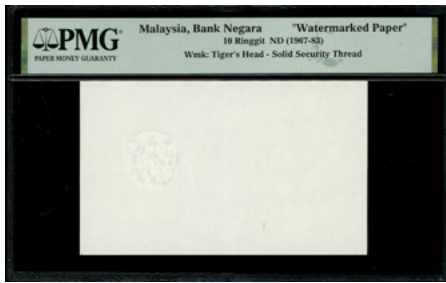 PMG
PAPER MONEY GUARANTY
Malaysia, Bank Negara "Watermarked Paper"
10 Ringgit ND (1967-83)
Wmk: Tiger's Head - Solid Security Thread